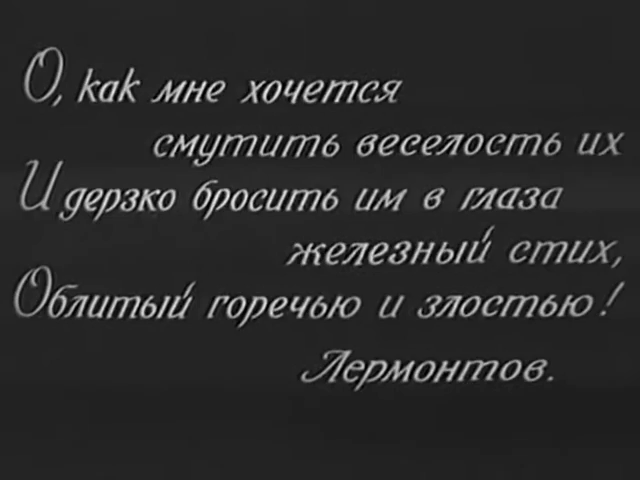 О, как мне хочется
смутить веселость их
И дерзко бросить им в глаза
железный стих,
Облитый горечью и злостью!
Лермонтов.